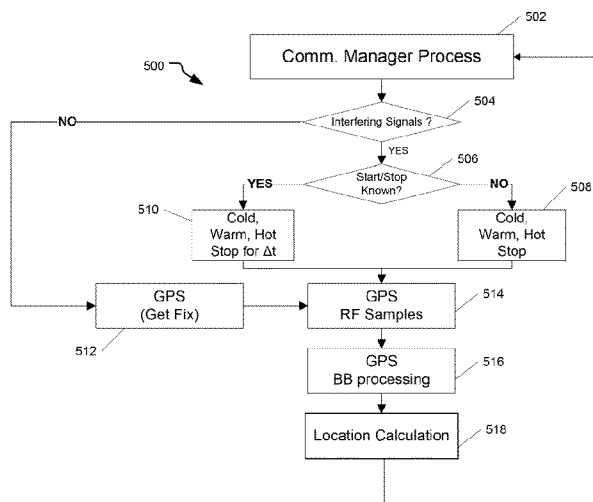 502
Comm. Manager Process
500
504
Interfering Signals ?
NO
YES
506
Start/Stop
Known?
YES
NO
510
508
Cold,
Warm, Hot
Stop for Δt
Cold,
Warm, Hot
Stop
GPS
(Get Fix)
512
GPS
RF Samples
514
GPS
BB processing
516
Location Calculation
518